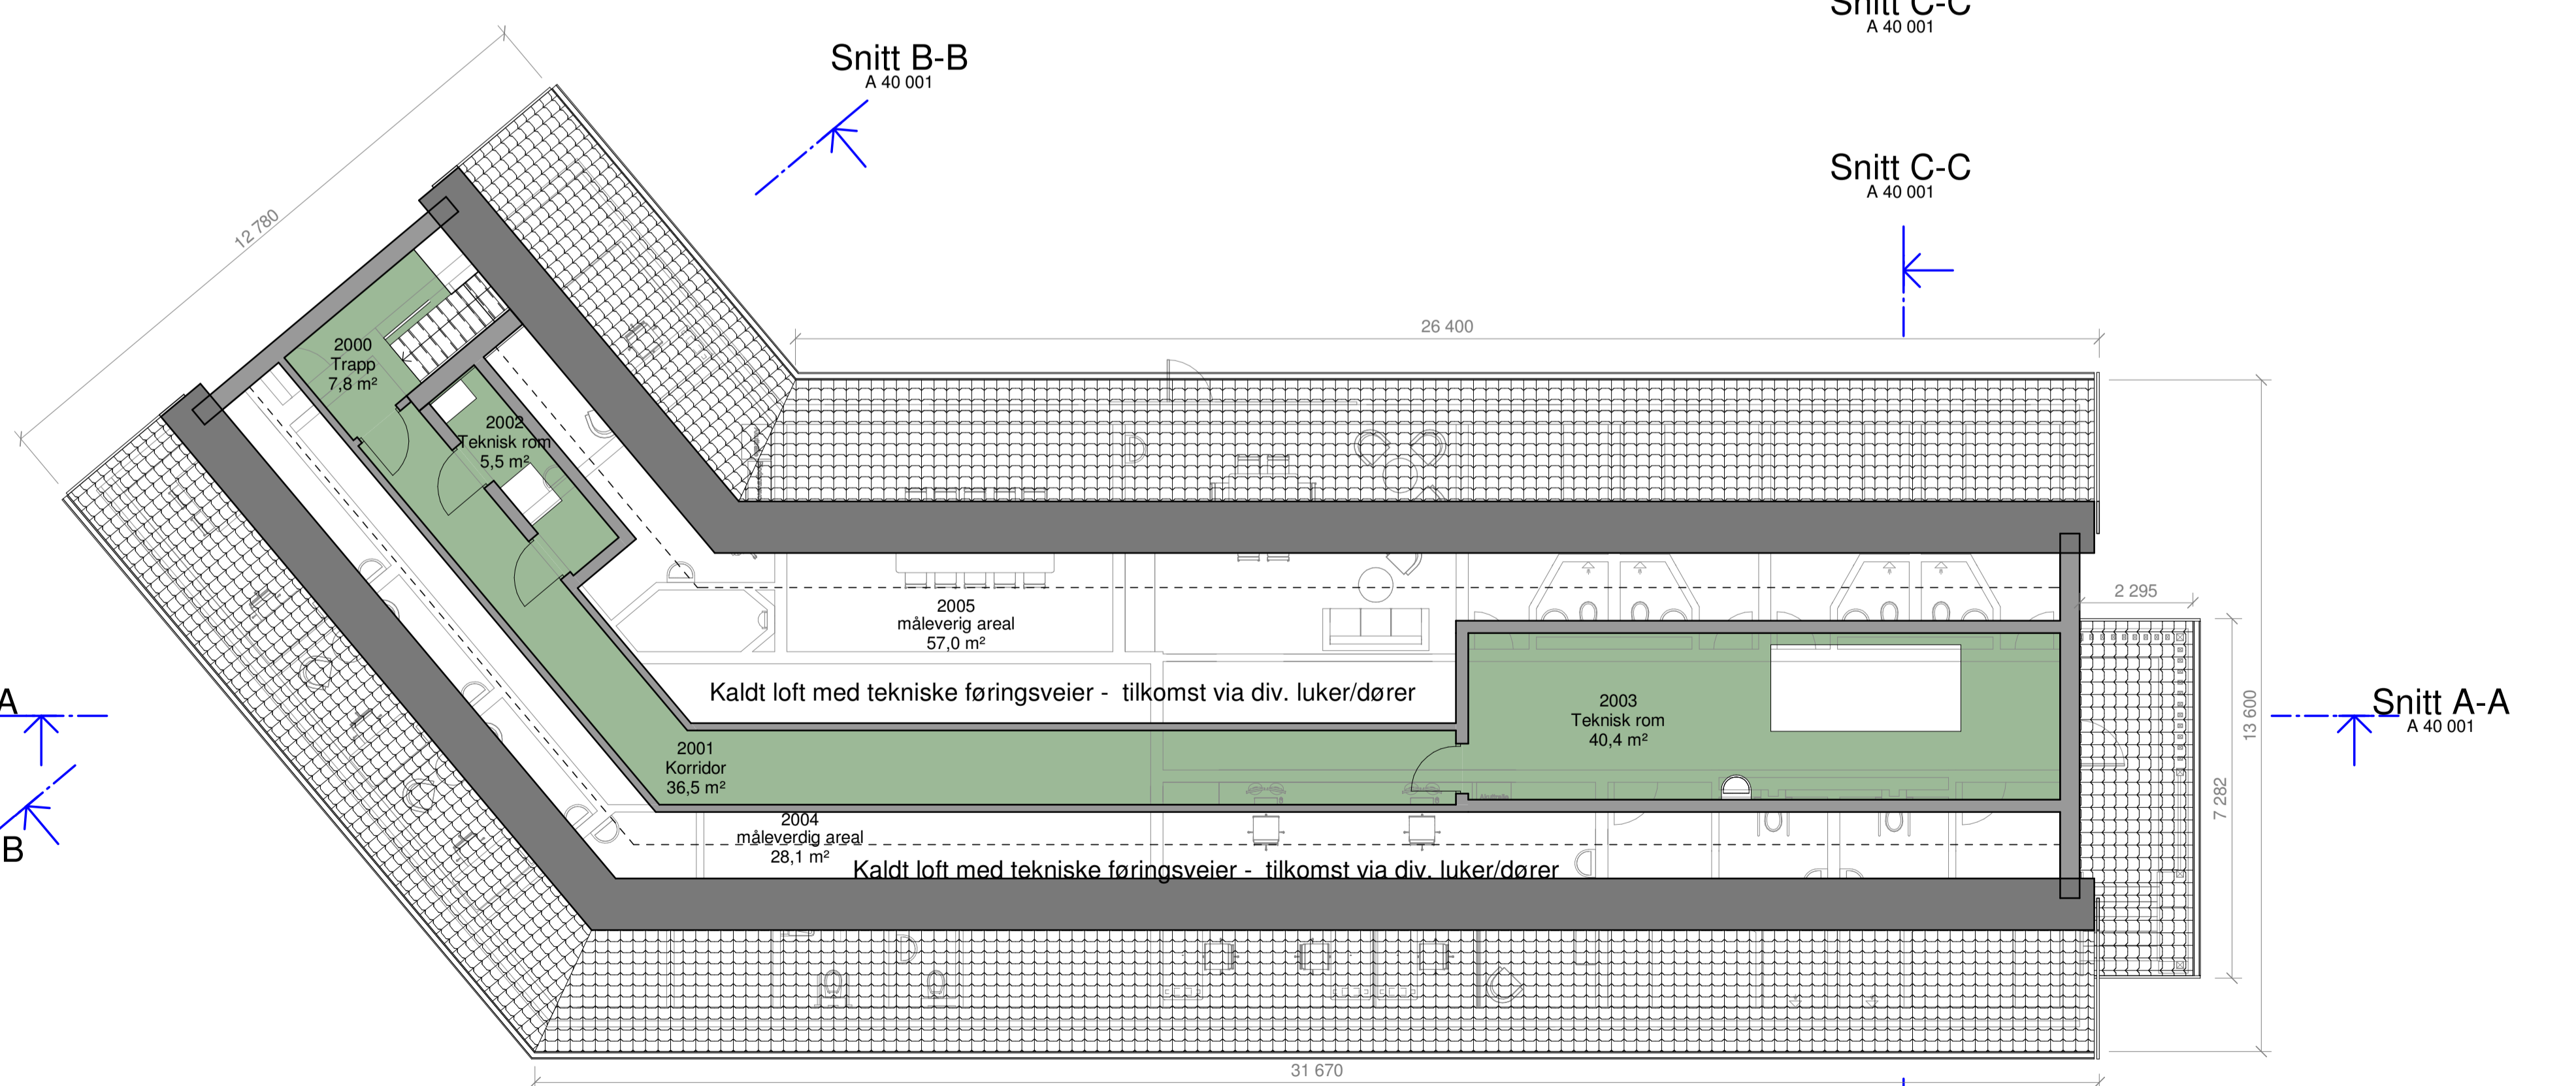 Snitt C-C
A 40 001
Snitt B-B
A 40 001
Snitt C-C
A 40 001
12 780
26 400
2000
Trapp
7,8 m²
2002
Teknisk rom
5,5 m²
2 295
2005
måleverig areal
57,0 m²
Kaldt loft med tekniske føringsveier - tilkomst via div. luker/dører
2003
Teknisk rom
40,4 m²
A
Snitt A-A
A 40 001
13 600
2001
Korridor
36,5 m²
7 282
2004
måleverdig areal
28,1 m²
B
Kaldt loft med tekniske føringsveier - tilkomst via div. luker/dører
31 670